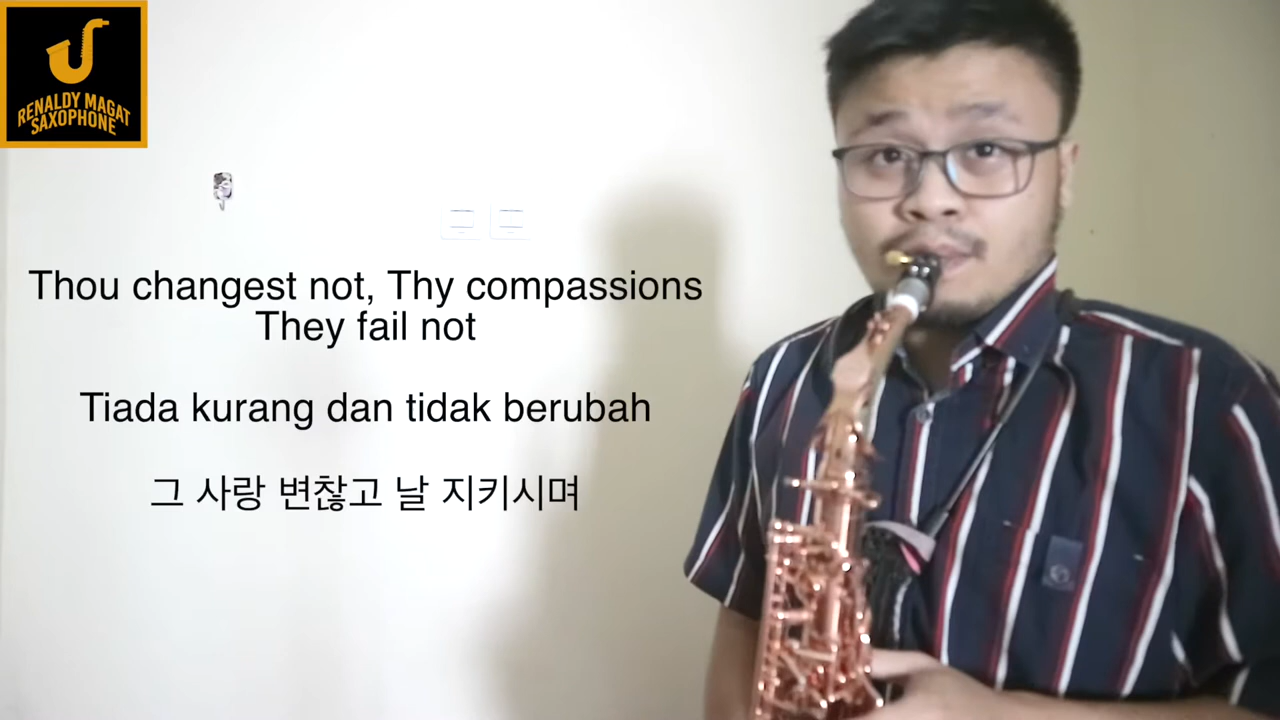 RENALDY MAGAT
SAXOPHONE
Thou changest not, Thy compassions
They fail not
Tiada kurang dan tidak berubah
그 사랑 변찮고 날 지키시며